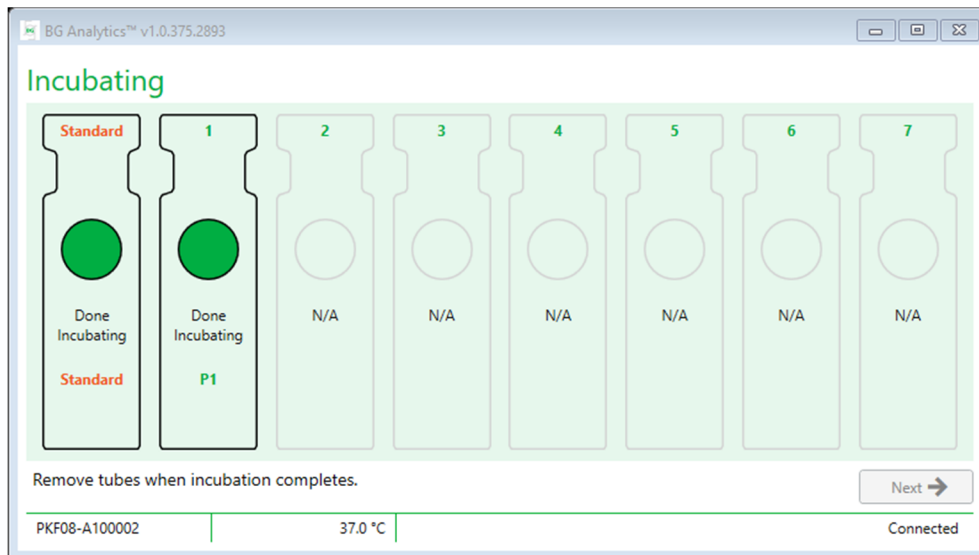 BG Analytics™ v1.0.375.2893
Incubating
Standard
1
2
3
4
5
6
7
Done
Incubating
Done
Incubating
N/A
N/A
N/A
N/A
N/A
N/A
Standard
P1
Remove tubes when incubation completes.
Next
PKF08-A100002
37.0 °C
Connected